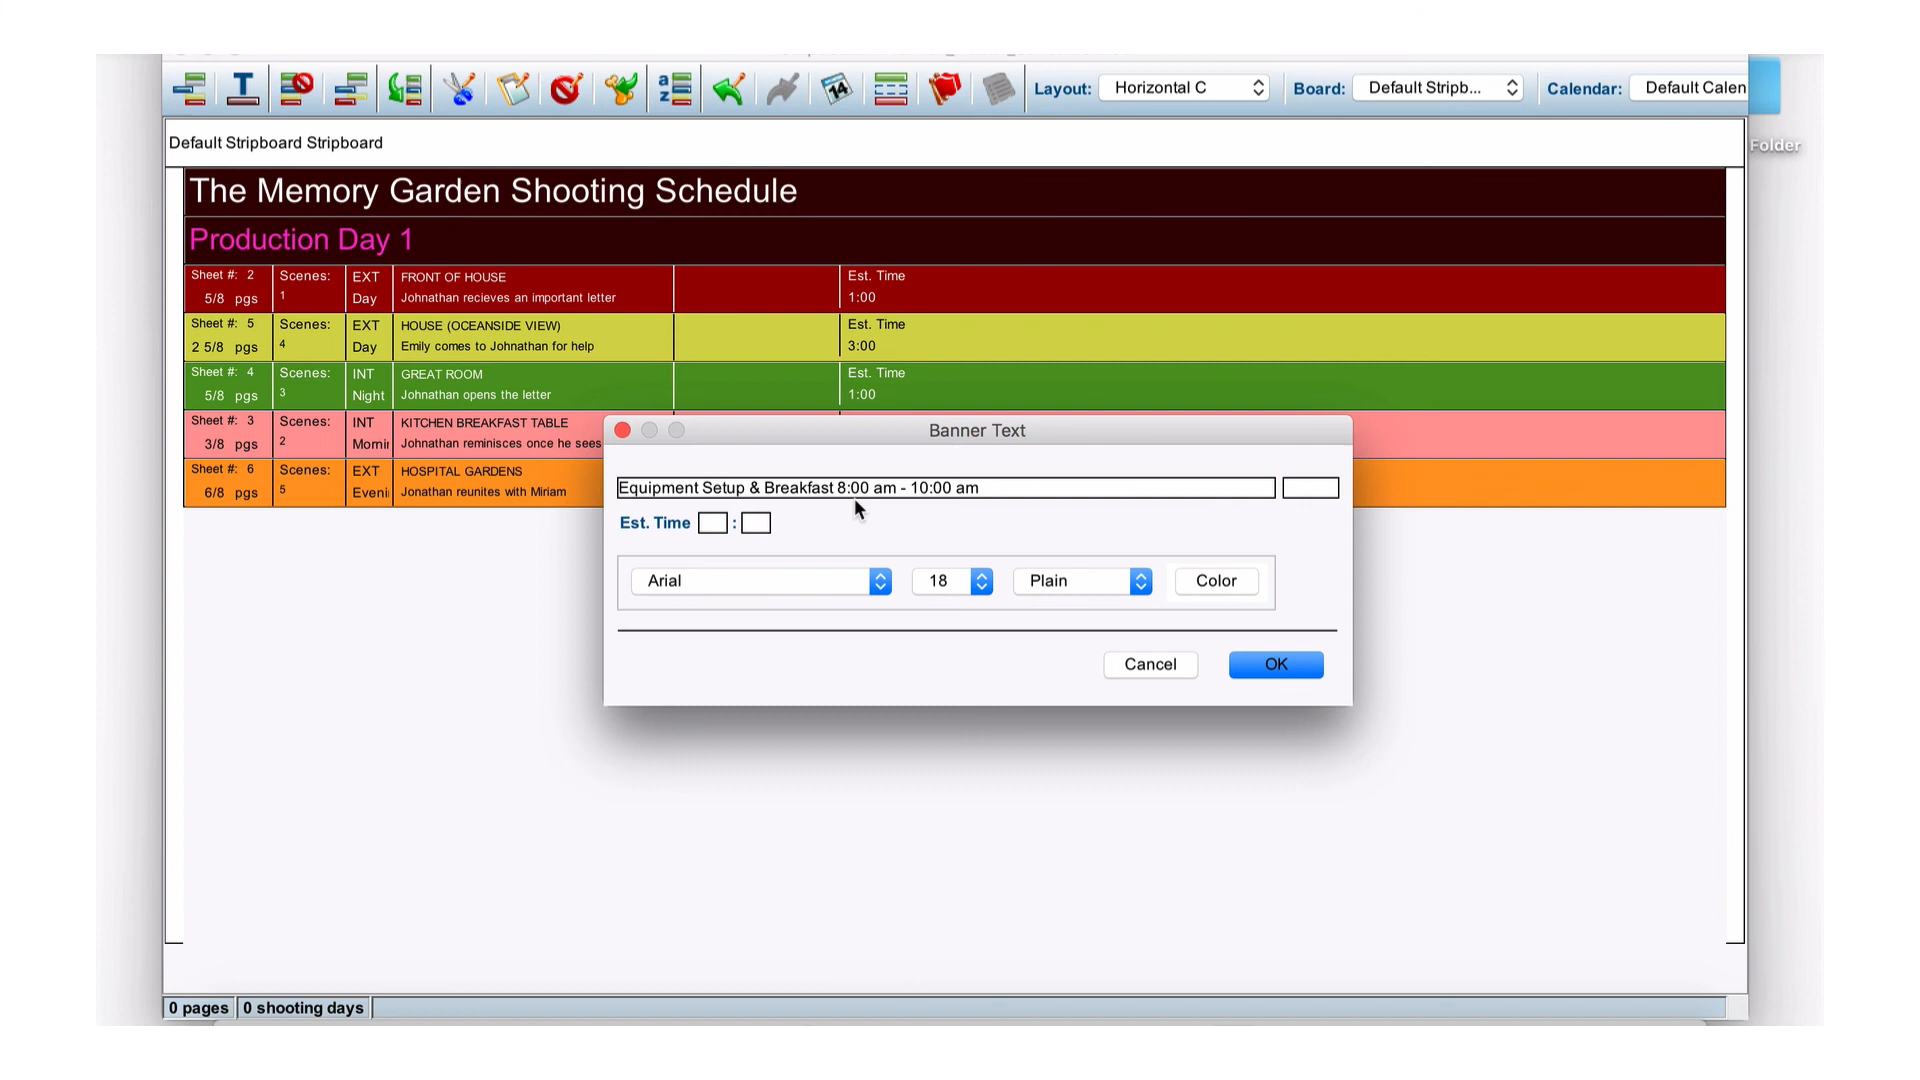 14
a
z
Layout: Horizontal C Board: Default Stripb... Calendar: Default Calen
Default Stripboard Stripboard
Folder
The Memory Garden Shooting Schedule
Production Day 1
Sheet #: 2 Scenes: EXT FRONT OF HOUSE Est. Time
5/8 pgs 1 Day Johnathan recieves an important letter 1:00
Sheet #: 5 Scenes: EXT HOUSE (OCEANSIDE VIEW) Est. Time
2 5/8 pgs 4 Day Emily comes to Johnathan for help 3:00
Sheet #: 4 Scenes: INT GREAT ROOM Est. Time
5/8 pgs 3 Night Johnathan opens the letter 1:00
Sheet #: 3 Scenes: INT KITCHEN BREAKFAST TABLE
3/8 pgs 2 Mornin Johnathan reminisces once he sees
Sheet #: 6 Scenes: EXT HOSPITAL GARDENS
6/8 pgs 5 Eveni Jonathan reunites with Miriam
Banner Text
Equipment Setup & Breakfast 8:00 am - 10:00 am
Est. Time :
Arial 18 Plain Color
Cancel OK
0 pages 0 shooting days